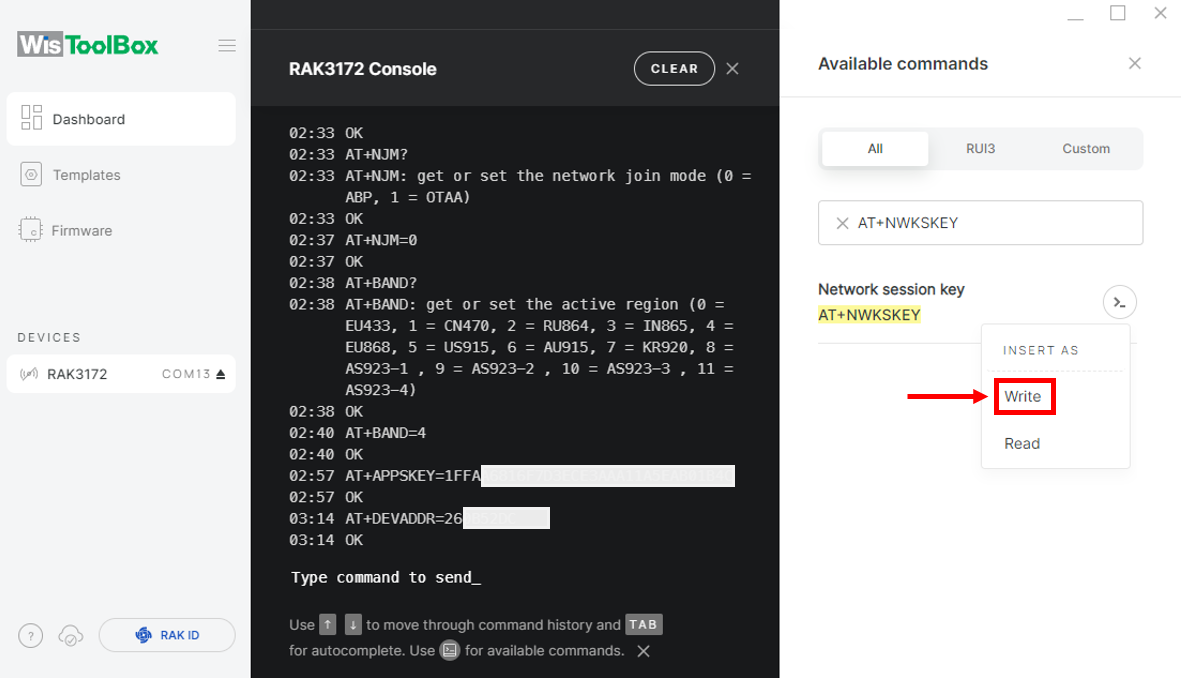 WisToolBox
Dashboard
Templates
Firmware
DEVICES
RAK3172 COM13
?
RAK ID
RAK3172 Console
CLEAR
02:33 OK
02:33 AT+NJM?
02:33 AT+NJM: get or set the network join mode (0 =
ABP, 1 = OTAA)
02:33 OK
02:37 AT+NJM=0
02:37 OK
02:38 AT+BAND?
02:38 AT+BAND: get or set the active region (0 =
EU433, 1 = CN470, 2 = RU864, 3 = IN865, 4 =
EU868, 5 = US915, 6 = AU915, 7 = KR920, 8 =
AS923-1 , 9 = AS923-2 , 10 = AS923-3 , 11 =
AS923-4)
02:38 OK
02:40 AT+BAND=4
02:40 OK
02:57 AT+APPSKEY=1FFA
02:57 OK
03:14 AT+DEVADDR=26
03:14 OK
Type command to send_
Use ↑ ↓ to move through command history and TAB
for autocomplete. Use for available commands.
Available commands
All RUI3 Custom
AT+NWKSKEY
Network session key
AT+NWKSKEY
INSERT AS
Write
Read